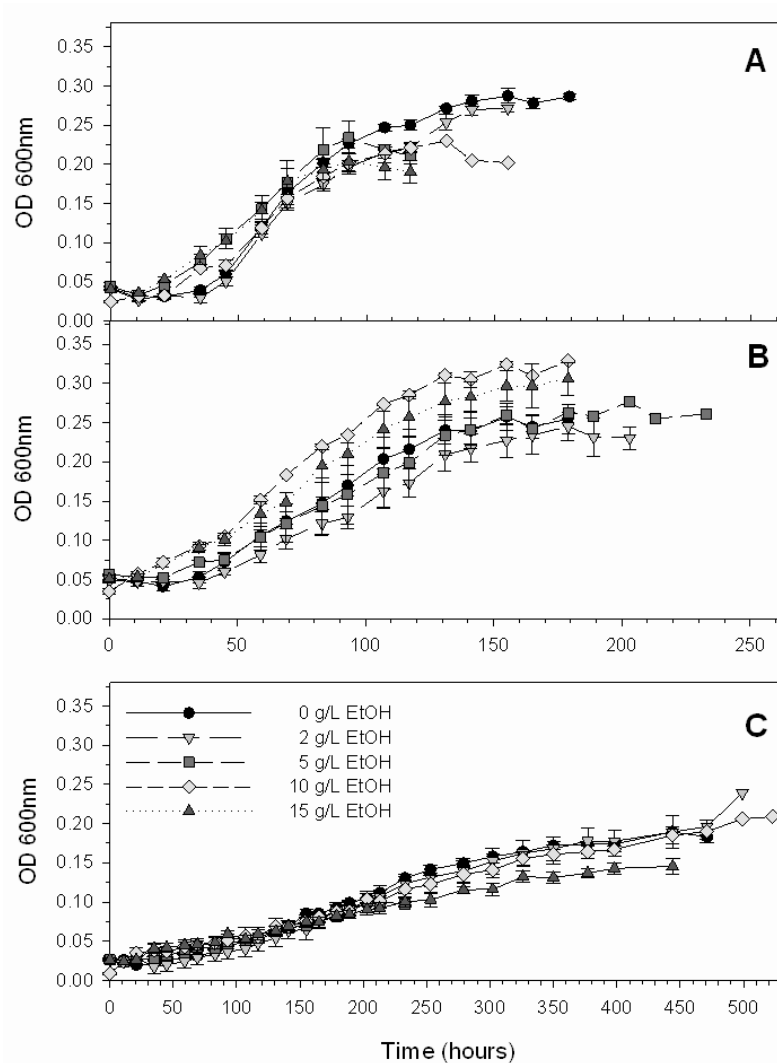 A
OD 600nm
0.35
0.30
0.25
0.20
0.15
0.10
0.05
0.00
B
OD 600nm
0.35
0.30
0.25
0.20
0.15
0.10
0.05
0.00
0 50 100 150 200 250
C
OD 600nm
0.35
0.30
0.25
0.20
0.15
0.10
0.05
0.00
0 g/L EtOH
2 g/L EtOH
5 g/L EtOH
10 g/L EtOH
15 g/L EtOH
0 50 100 150 200 250 300 350 400 450 500
Time (hours)